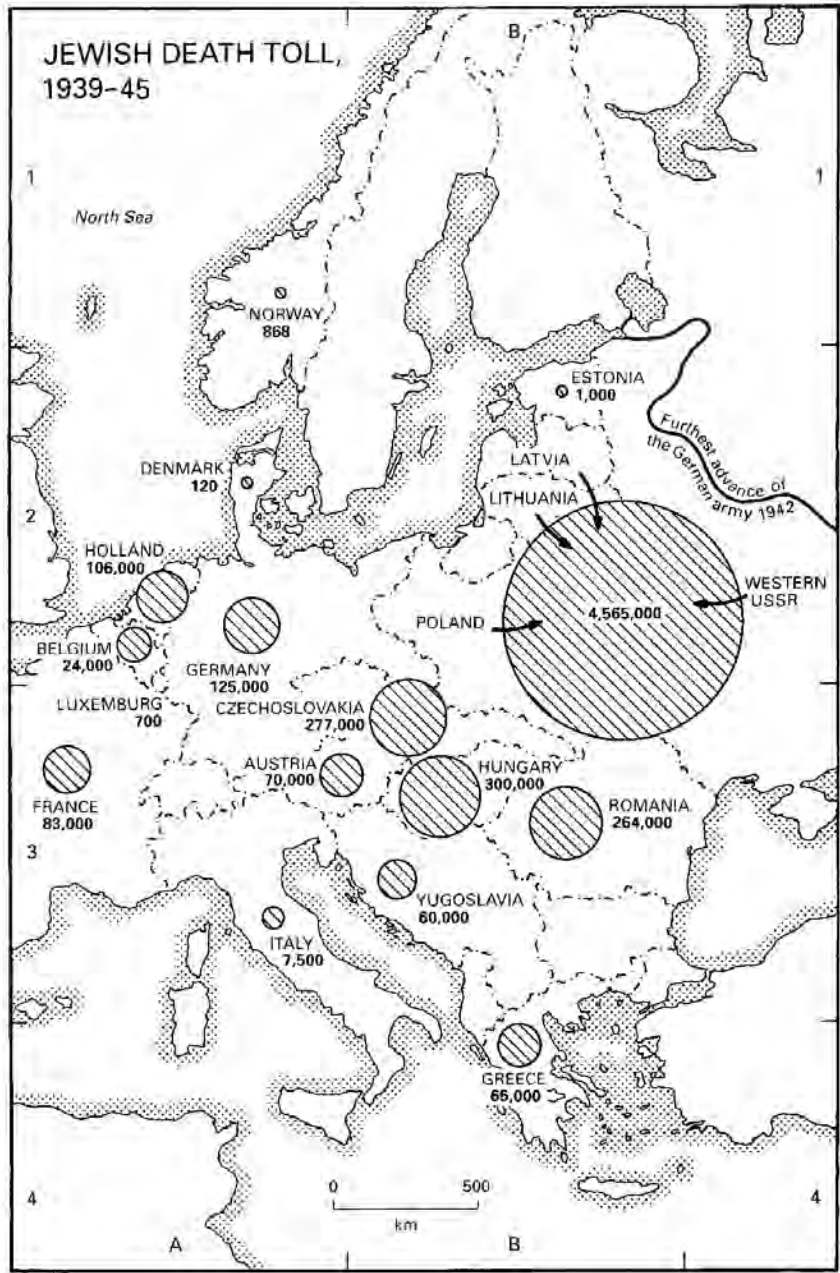 JEWISH DEATH TOLL,
1939-45
B
1
1
North Sea
NORWAY
868
ESTONIA
1,000
Furthest advence of
the German army 1942
LATVIA
LITHUANIA
DENMARK
120
2
2
HOLLAND
106,000
POLAND
4,565,000
WESTERN
USSR
BELGIUM
24,000
GERMANY
125,000
LUXEMBURG
700
CZECHOSLOVAKIA
277,000
AUSTRIA
70,000
HUNGARY
300,000
FRANCE
83,000
ROMANIA
264,000
3
3
YUGOSLAVIA
60,000
ITALY
7,500
GREECE
65,000
0 500
km
4
4
A
B